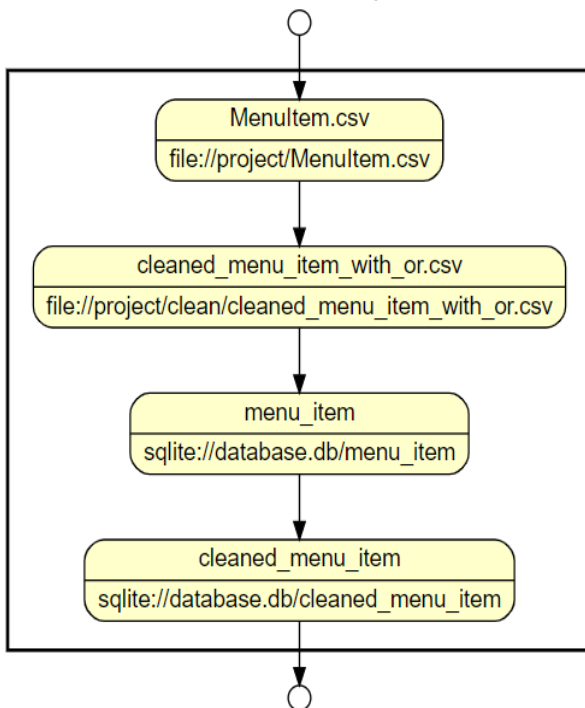 MenuItem.csv
file://project/MenuItem.csv
cleaned_menu_item_with_or.csv
file://project/clean/cleaned_menu_item_with_or.csv
menu_item
sqlite://database.db/menu_item
cleaned_menu_item
sqlite://database.db/cleaned_menu_item